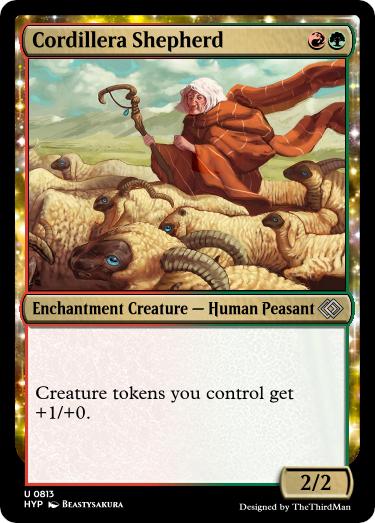 Cordillera Shepherd
Enchantment Creature — Human Peasant
Creature tokens you control get
+1/+0.
2/2
U 0813
HYP Beastysakura
Designed by TheThirdMan